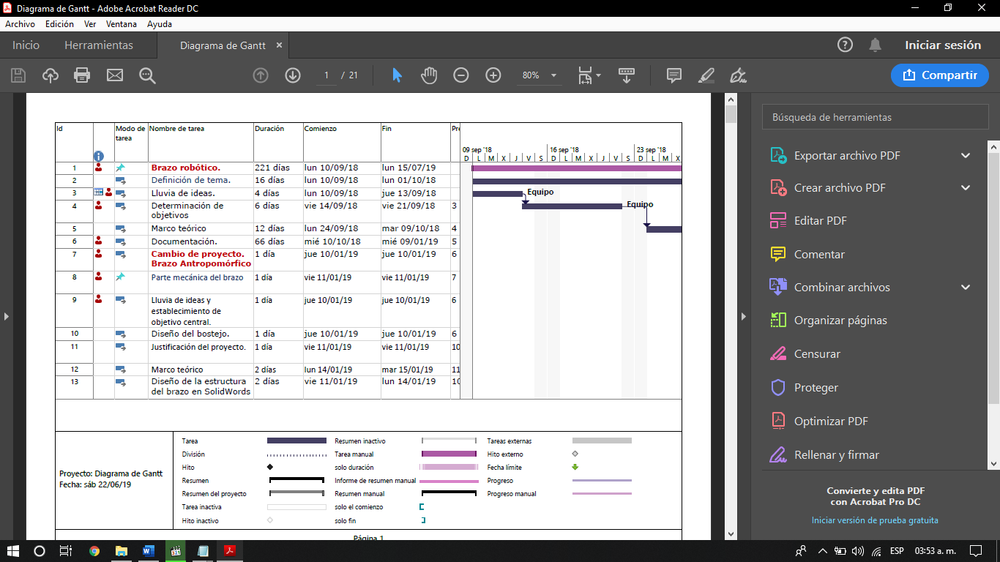 Diagrama de Gantt - Adobe Acrobat Reader DC
Archivo Edición Ver Ventana Ayuda
Inicio Herramientas Diagrama de Gantt × Iniciar sesión
1 / 21 80% Compartir
Id Modo de tarea Nombre de tarea Duración Comienzo Fin Pre
09 sep '18 16 sep '18 23 sep '18
D L M X J V S D L M X J V S D L M X
1 Brazo robótico. 221 días lun 10/09/18 lun 15/07/19
2 Definición de tema. 16 días lun 10/09/18 lun 01/10/18
3 Lluvia de ideas. 4 días lun 10/09/18 jue 13/09/18 Equipo
4 Determinación de 6 días vie 14/09/18 vie 21/09/18 3 Equipo
objetivos
5 Marco teórico 12 días lun 24/09/18 mar 09/10/18 4
6 Documentación. 66 días mié 10/10/18 mié 09/01/19 5
7 Cambio de proyecto. 1 día jue 10/01/19 jue 10/01/19 6
Brazo Antropomórfico
8 Parte mecánica del brazo 1 día vie 11/01/19 vie 11/01/19 7
9 Lluvia de ideas y 1 día jue 10/01/19 jue 10/01/19 6
establecimiento de
objetivo central.
10 Diseño del bostejo. 1 día jue 10/01/19 jue 10/01/19 6
11 Justificación del proyecto. 1 día vie 11/01/19 vie 11/01/19 10
12 Marco teórico 2 días lun 14/01/19 mar 15/01/19 11
13 Diseño de la estructura 2 días vie 11/01/19 lun 14/01/19 10
del brazo en SolidWords
Proyecto: Diagrama de Gantt
Fecha: sáb 22/06/19
Tarea Resumen inactivo Tareas externas
División Tarea manual Hito externo
Hito solo duración Fecha límite
Resumen Informe de resumen manual Progreso
Resumen del proyecto Resumen manual Progreso manual
Tarea inactiva solo el comienzo
Hito inactivo solo fin
Página 1
Búsqueda de herramientas
Exportar archivo PDF
Crear archivo PDF
Editar PDF
Comentar
Combinar archivos
Organizar páginas
Censurar
Proteger
Optimizar PDF
Rellenar y firmar
Convierte y edita PDF
con Acrobat Pro DC
Iniciar versión de prueba gratuita
ESP 03:53 a. m.